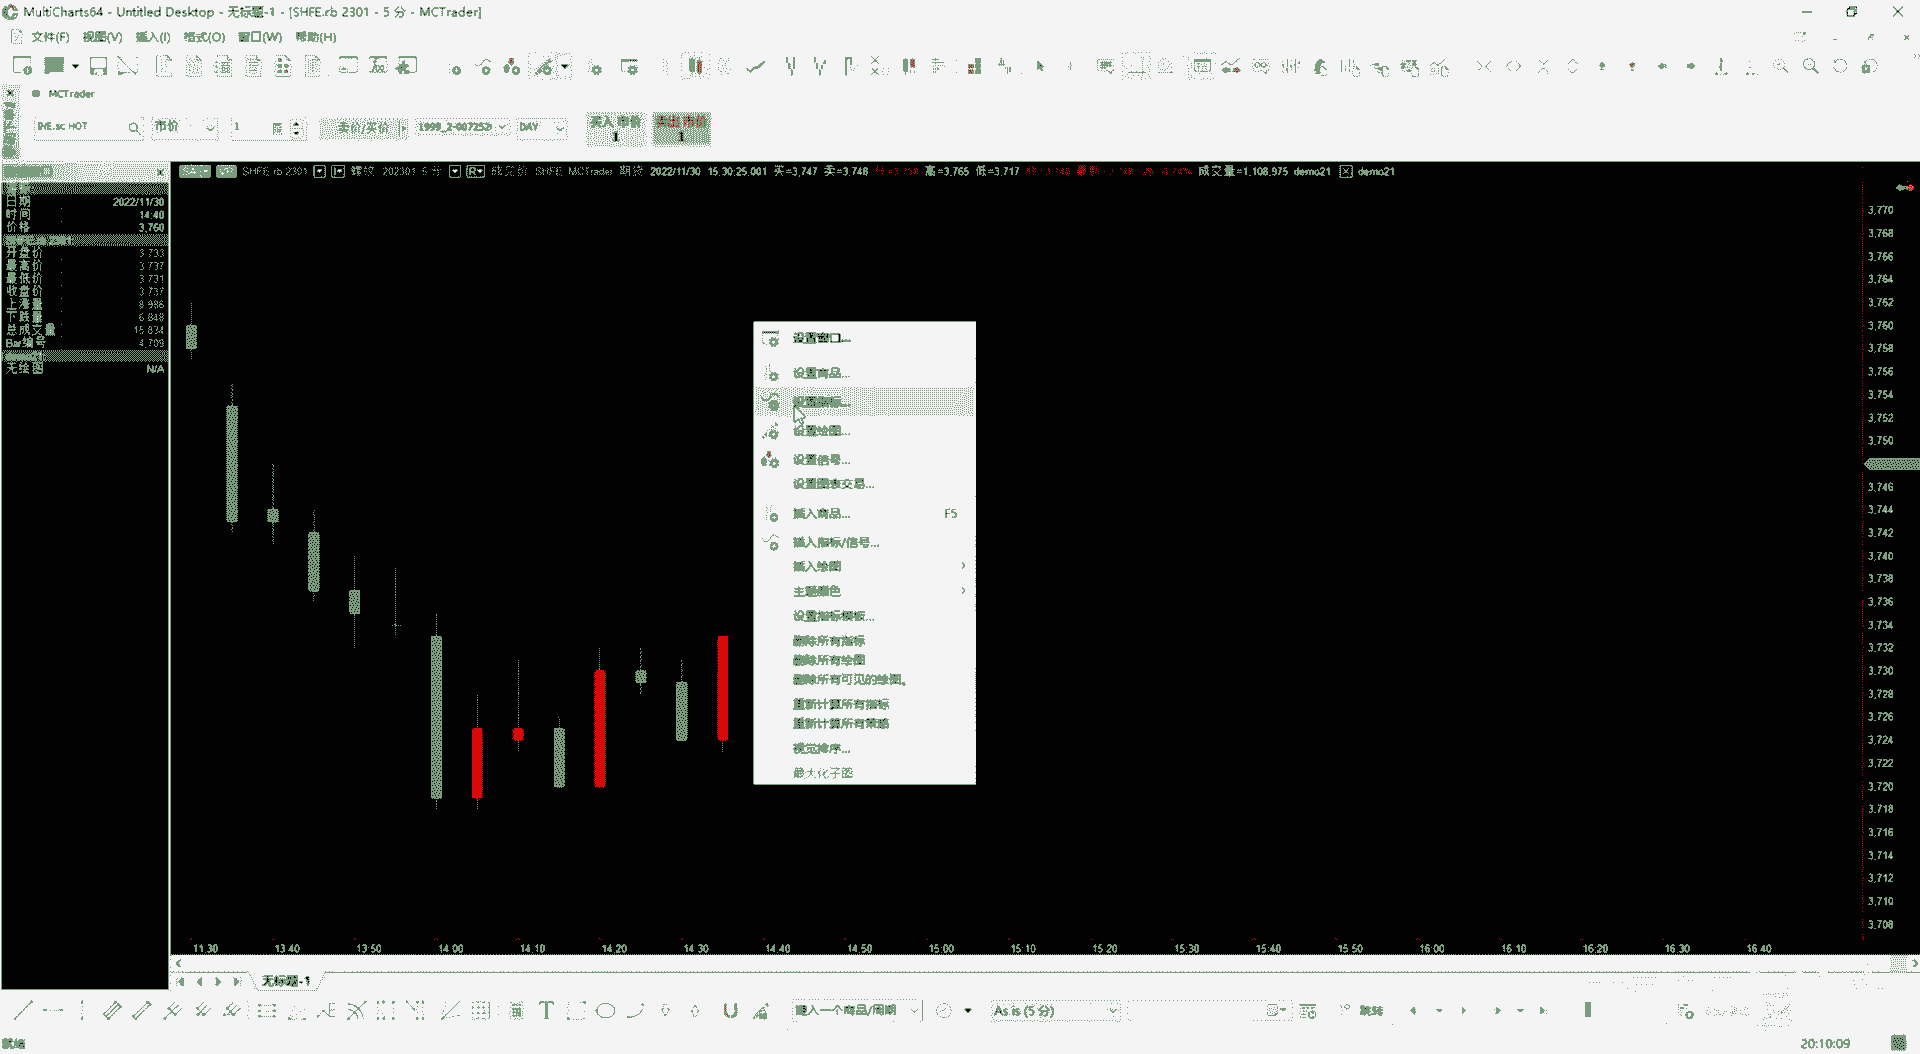 MultiCharts64 - Untitled Desktop - 无标题-1 - [SHFE.rb 2301 - 5 分 - MCTrader]
文件(F) 视图(V) 插入(I) 格式(O) 窗口(W) 帮助(H)
MCTrader
INE.sc HOT 市价 1 卖价/买价 DAY 买入 市价 1 卖出 市价 1
SA SHFE rb 2301 螺纹 202301 5 分 成交价 SHFE MCTrader 期货 2022/11/30 15:30:25.001 买=3,747 卖=3,748 高=3,765 低=3,717 成交量=1,108,975 demo21 demo21
日期 2022/11/30
时间 14:40
价格 3,760
开盘价 3 733
最高价 3 737
最低价 3 731
收盘价 3 737
上涨量 8 986
下跌量 6 848
总成交量 15 834
Bar编号 4,709
无绘图 N/A
设置窗口...
设置商品...
设置指标...
设置绘图...
设置信号...
设置图表交易...
插入商品... F5
插入指标/信号...
插入绘图
主题颜色
设置指标模板...
删除所有指标
删除所有绘图
删除所有可见的绘图。
重新计算所有指标
重新计算所有策略
视觉排序...
最大化子图
3,770
3,768
3,766
3,764
3,762
3,760
3,758
3,756
3,754
3,752
3,750
3,746
3,744
3,742
3,740
3,738
3,736
3,734
3,732
3,730
3,728
3,726
3,724
3,722
3,720
3,718
3,716
3,714
3,712
3,710
3,708
11:30 13:40 13:50 14:00 14:10 14:20 14:30 14:40 14:50 15:00 15:10 15:20 15:30 15:40 15:50 16:00 16:10 16:20 16:30 16:40
无标题-1
键入一个商品/周期 As is (5 分) 跳转
就绪 20:10:09